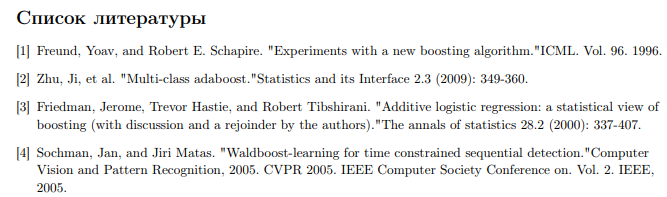 Список литературы
[1] Freund, Yoav, and Robert E. Schapire. "Experiments with a new boosting algorithm."ICML. Vol. 96. 1996.
[2] Zhu, Ji, et al. "Multi-class adaboost."Statistics and its Interface 2.3 (2009): 349-360.
[3] Friedman, Jerome, Trevor Hastie, and Robert Tibshirani. "Additive logistic regression: a statistical view of
boosting (with discussion and a rejoinder by the authors)."The annals of statistics 28.2 (2000): 337-407.
[4] Sochman, Jan, and Jiri Matas. "Waldboost-learning for time constrained sequential detection."Computer
Vision and Pattern Recognition, 2005. CVPR 2005. IEEE Computer Society Conference on. Vol. 2. IEEE,
2005.